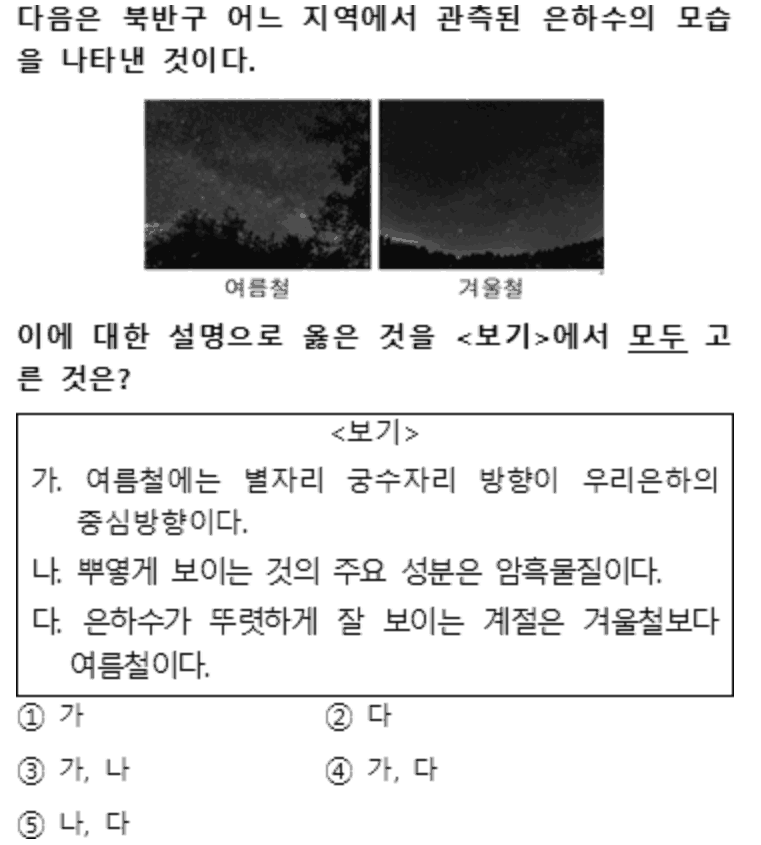 다음은 북반구 어느 지역에서 관측된 은하수의 모습
을 나타낸 것이다.
여름철 겨울철
이에 대한 설명으로 옳은 것을 <보기>에서 모두 고
른 것은?
<보기>
가. 여름철에는 별자리 궁수자리 방향이 우리은하의
중심방향이다.
나. 뿌옇게 보이는 것의 주요 성분은 암흑물질이다.
다. 은하수가 뚜렷하게 잘 보이는 계절은 겨울철보다
여름철이다.
① 가 ② 다
③ 가, 나 ④ 가, 다
⑤ 나, 다